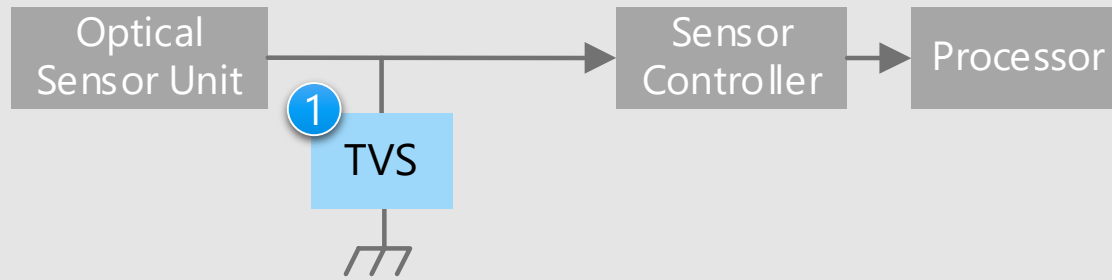 Optical
Sensor Unit
Sensor
Controller
Processor
1
TVS